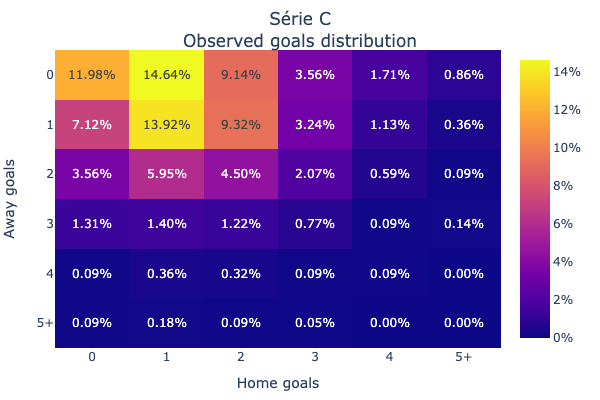 Série C
Observed goals distribution
0 11.98% 14.64% 9.14% 3.56% 1.71% 0.86%
1 7.12% 13.92% 9.32% 3.24% 1.13% 0.36%
2 3.56% 5.95% 4.50% 2.07% 0.59% 0.09%
3 1.31% 1.40% 1.22% 0.77% 0.09% 0.14%
4 0.09% 0.36% 0.32% 0.09% 0.09% 0.00%
5+ 0.09% 0.18% 0.09% 0.05% 0.00% 0.00%
0 1 2 3 4 5+
Home goals
Away goals
14%
12%
10%
8%
6%
4%
2%
0%